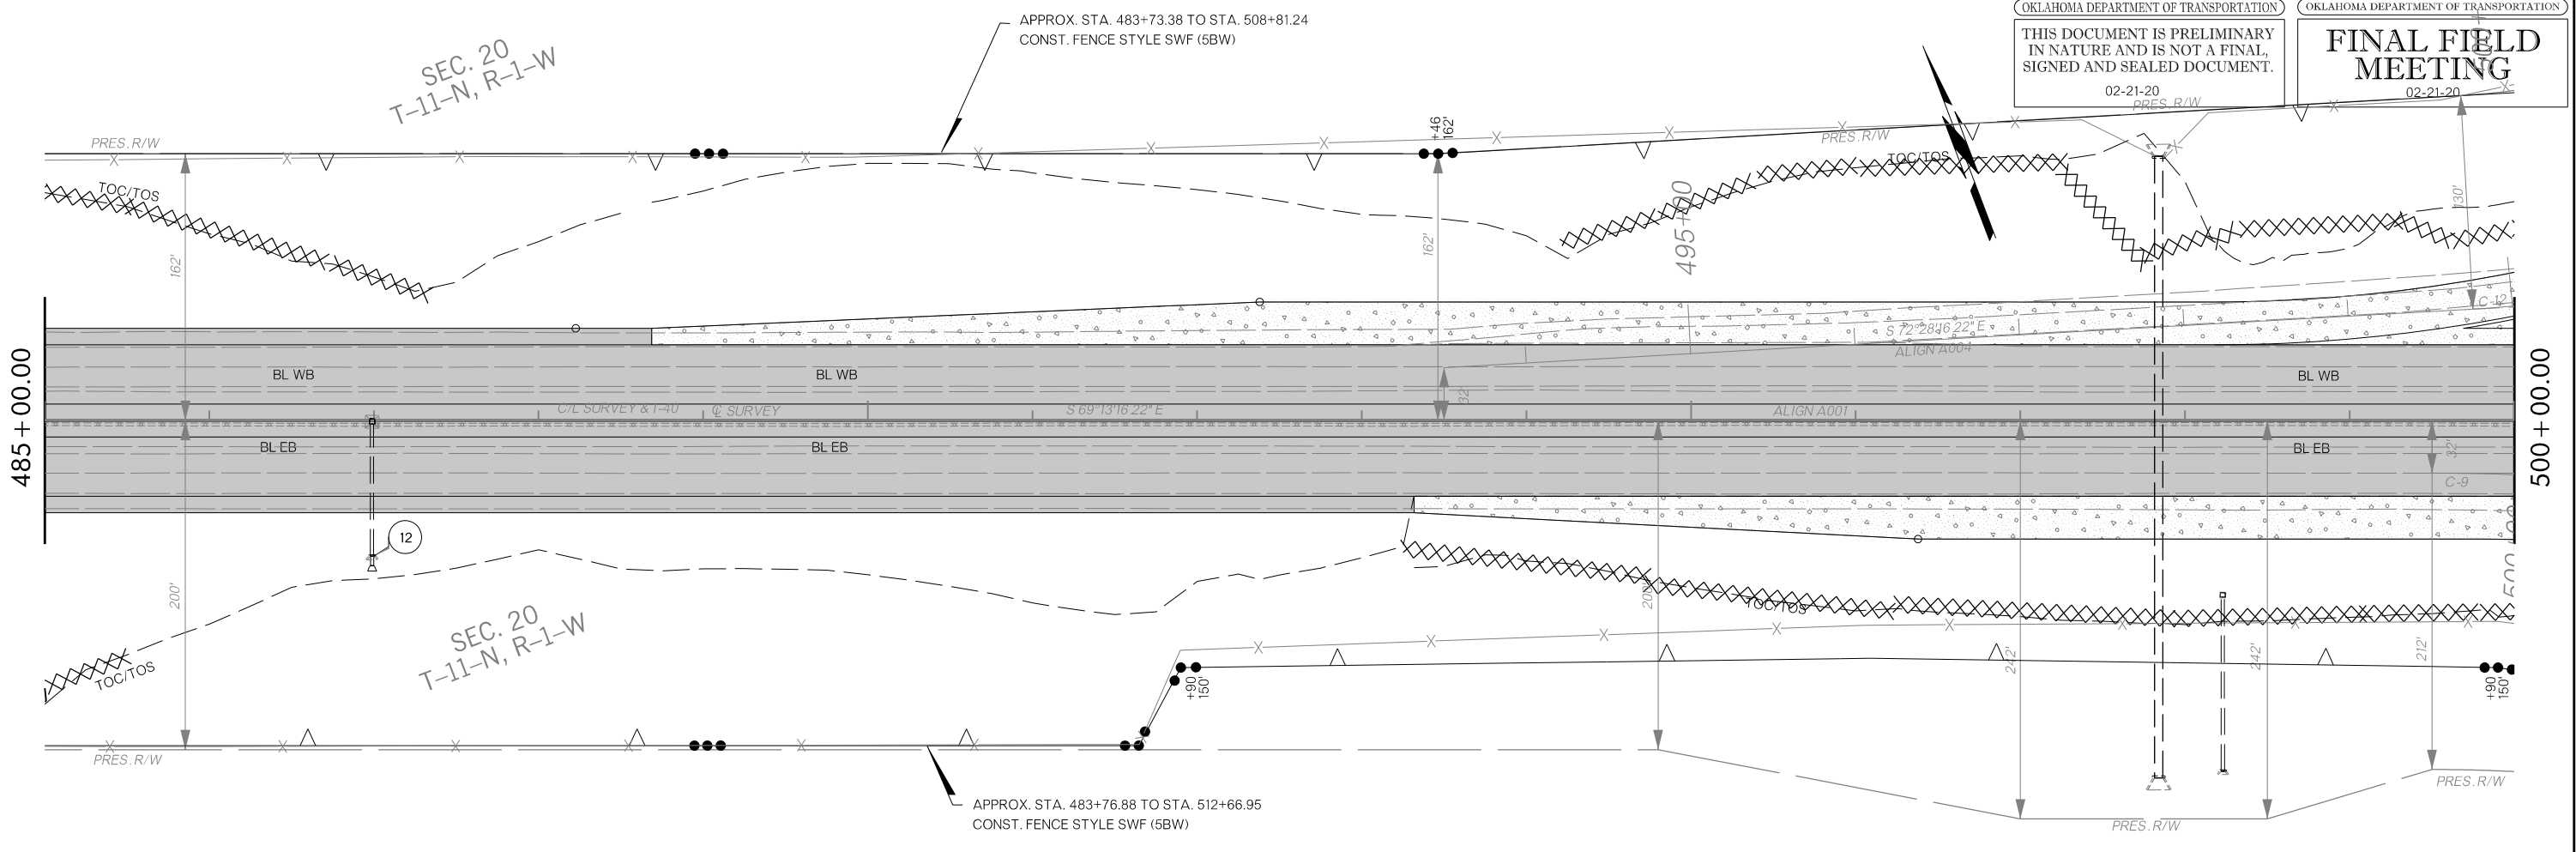 APPROX. STA. 483+73.38 TO STA. 508+81.24
CONST. FENCE STYLE SWF (5BW)
OKLAHOMA DEPARTMENT OF TRANSPORTATION
THIS DOCUMENT IS PRELIMINARY
IN NATURE AND IS NOT A FINAL,
SIGNED AND SEALED DOCUMENT.
02-21-20
OKLAHOMA DEPARTMENT OF TRANSPORTATION
FINAL FIELD
MEETING
02-21-20
SEC. 20
T-11-N, R-1-W
PRES. R/W
PRES. R/W
PRES. R/W
+46
162'
TOC/TOS
TOC/TOS
162'
162'
130'
495+00
C-12
S 72°28'16.22" E
ALIGN A004
BL WB
BL WB
BL WB
32'
C/L SURVEY & I-40
℄ SURVEY
S 69°13'16.22" E
ALIGN A001
485+00.00
500+00.00
BL EB
BL EB
BL EB
32'
C-9
12
200'
200'
TOC/TOS
SEC. 20
T-11-N, R-1-W
TOC/TOS
+90
150'
242'
242'
212'
+90
150'
PRES. R/W
PRES. R/W
PRES. R/W
APPROX. STA. 483+76.88 TO STA. 512+66.95
CONST. FENCE STYLE SWF (5BW)